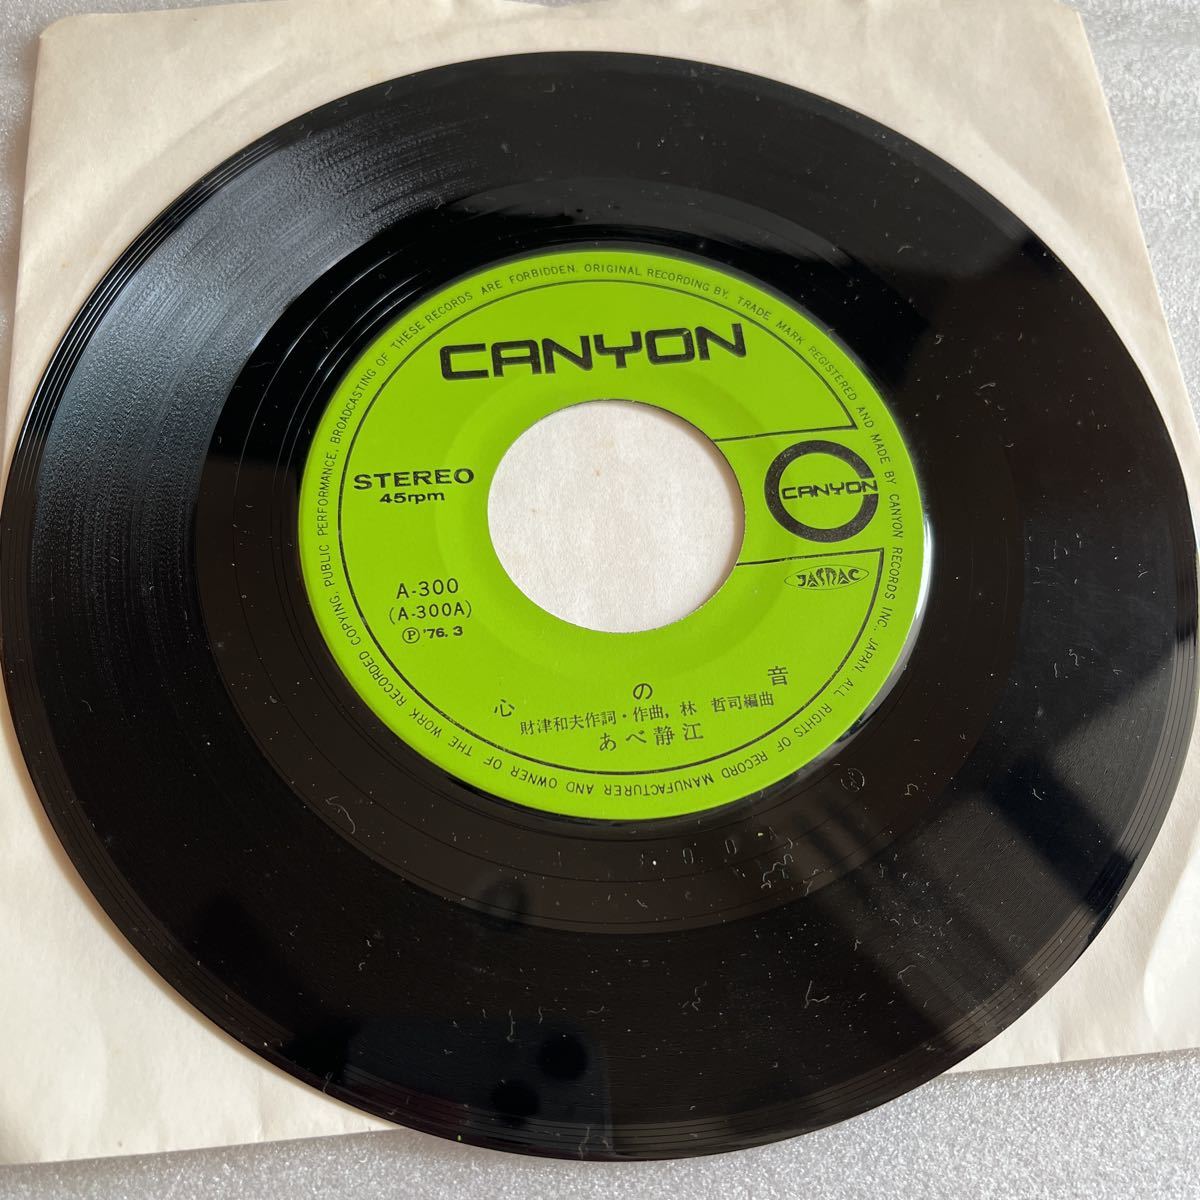 CANYON
STEREO
45rpm
CANYON
JASRAC
A-300
(A-300A)
Ⓟ '76. 3
心の音
財津和夫作詞・作曲, 林 哲司編曲
あべ静江
ORIGINAL RECORDING BY, TRADE MARK REGISTERED AND MADE BY CANYON RECORDS INC. JAPAN ALL RIGHTS OF RECORD MANUFACTURER AND OWNER OF THE WORK RECORDED COPYING, PUBLIC PERFORMANCE, BROADCASTING OF THESE RECORDS ARE FORBIDDEN.